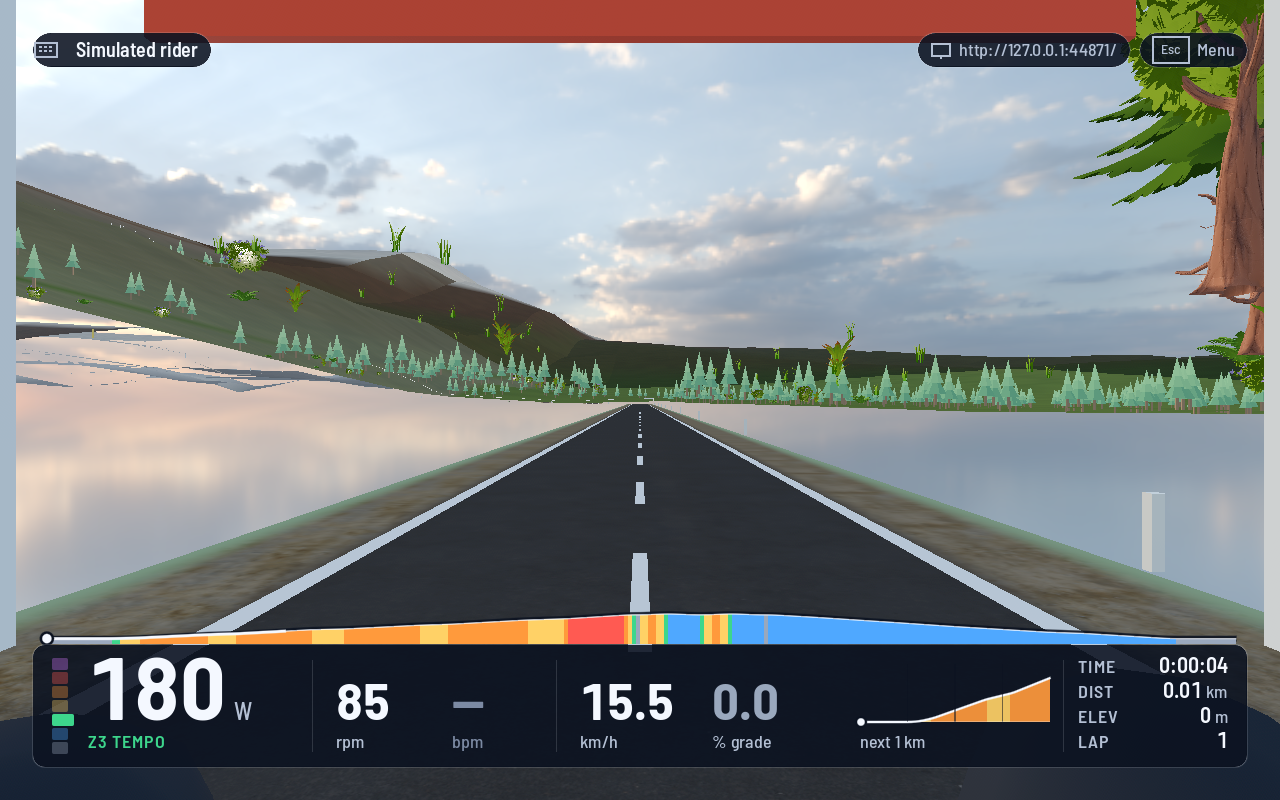 Simulated rider
http://127.0.0.1:44871/
Esc Menu
180 W
Z3 TEMPO
85 rpm
— bpm
15.5 km/h
0.0 % grade
next 1 km
TIME 0:00:04
DIST 0.01 km
ELEV 0 m
LAP 1